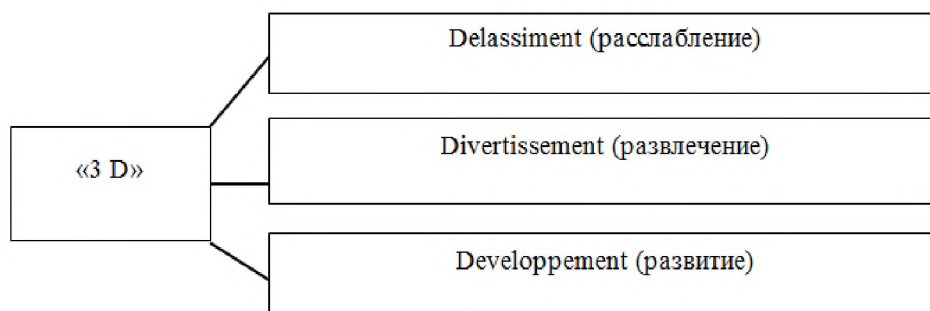 Delassiment (расслабление)
«3 D»
Divertissement (развлечение)
Developpement (развитие)